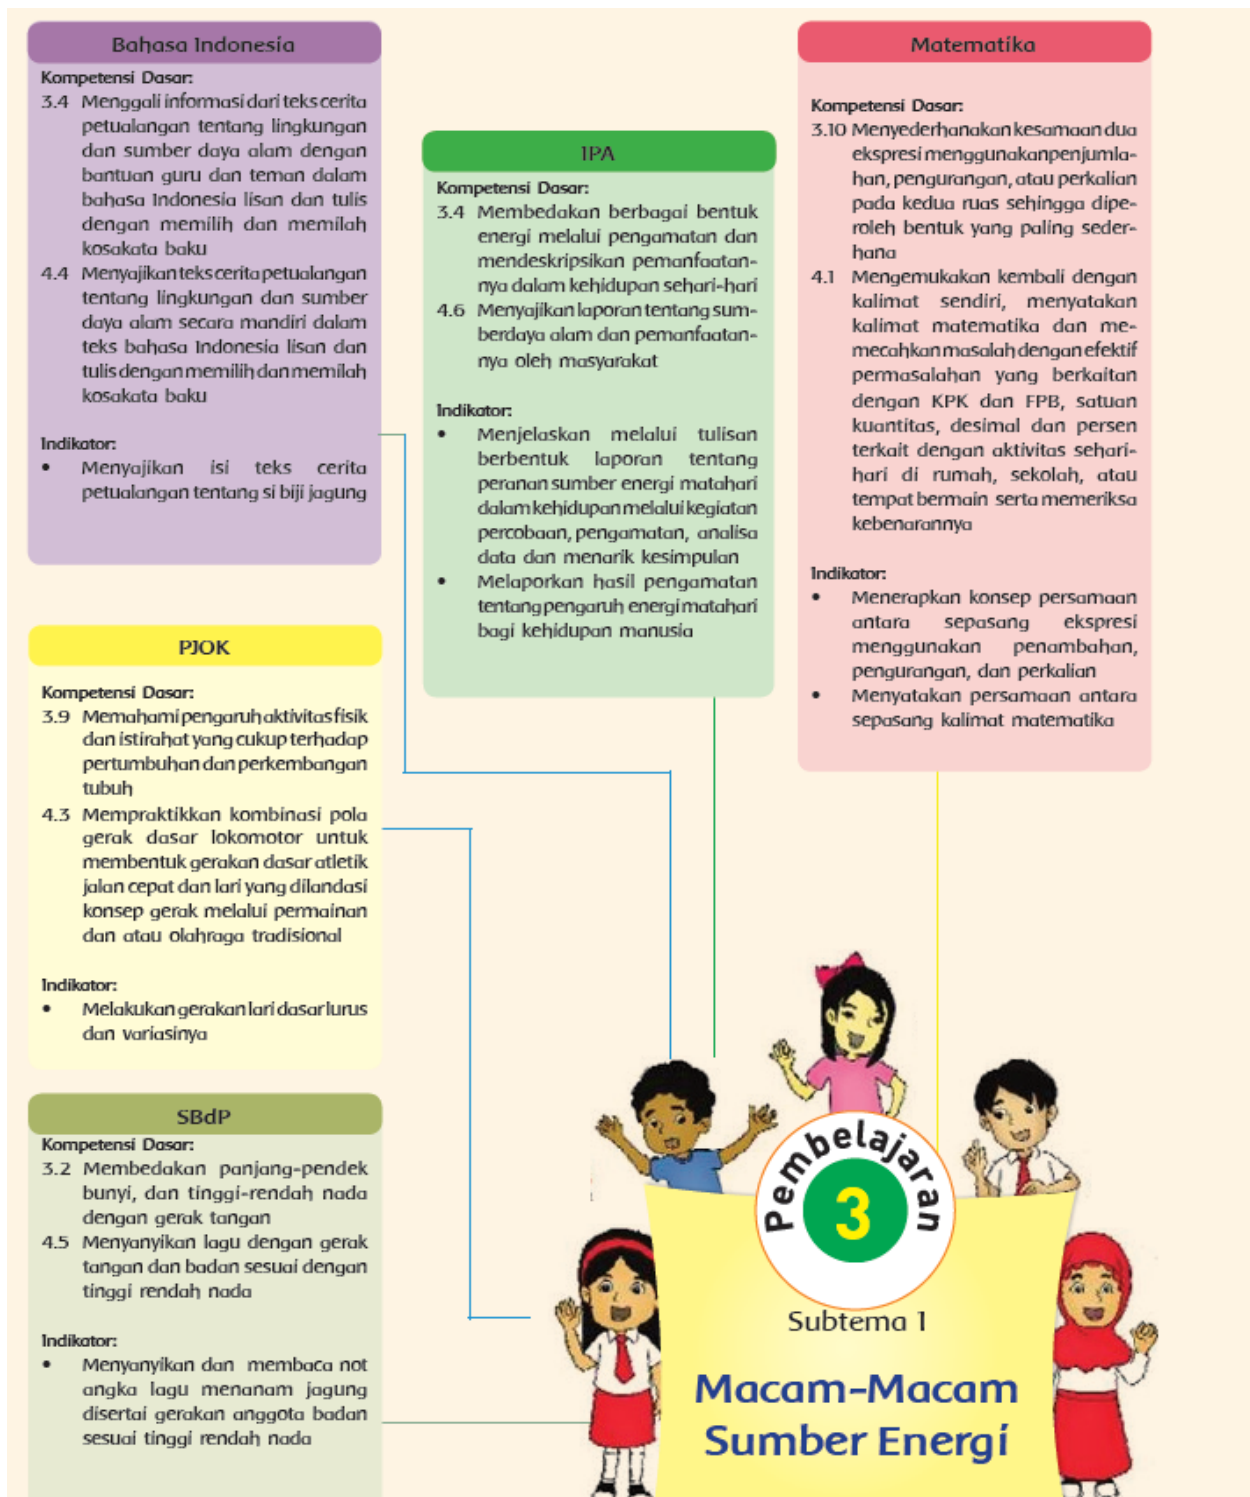 Bahasa Indonesia
Kompetensi Dasar:
3.4 Menggali informasi dari teks cerita
petualangan tentang lingkungan
dan sumber daya alam dengan
bantuan guru dan teman dalam
bahasa Indonesia lisan dan tulis
dengan memilih dan memilah
kosakata baku
4.4 Menyajikan teks cerita petualangan
tentang lingkungan dan sumber
daya alam secara mandiri dalam
teks bahasa Indonesia lisan dan
tulis dengan memilih dan memilah
kosakata baku
Indikator:
• Menyajikan isi teks cerita
petualangan tentang si biji jagung
IPA
Kompetensi Dasar:
3.4 Membedakan berbagai bentuk
energi melalui pengamatan dan
mendeskripsikan pemanfaatan-
nya dalam kehidupan sehari-hari
4.6 Menyajikan laporan tentang sum-
berdaya alam dan pemanfaatan-
nya oleh masyarakat
Indikator:
• Menjelaskan melalui tulisan
berbentuk laporan tentang
peranan sumber energi matahari
dalam kehidupan melalui kegiatan
percobaan, pengamatan, analisa
data dan menarik kesimpulan
• Melaporkan hasil pengamatan
tentang pengaruh energi matahari
bagi kehidupan manusia
Matematika
Kompetensi Dasar:
3.10 Menyederhanakan kesamaan dua
ekspresi menggunakan penjumla-
han, pengurangan, atau perkalian
pada kedua ruas sehingga dipe-
roleh bentuk yang paling seder-
hana
4.1 Mengemukakan kembali dengan
kalimat sendiri, menyatakan
kalimat matematika dan me-
mecahkan masalah dengan efektif
permasalahan yang berkaitan
dengan KPK dan FPB, satuan
kuantitas, desimal dan persen
terkait dengan aktivitas sehari-
hari di rumah, sekolah, atau
tempat bermain serta memeriksa
kebenarannya
Indikator:
• Menerapkan konsep persamaan
antara sepasang ekspresi
menggunakan penambahan,
pengurangan, dan perkalian
• Menyatakan persamaan antara
sepasang kalimat matematika
PJOK
Kompetensi Dasar:
3.9 Memahami pengaruh aktivitas fisik
dan istirahat yang cukup terhadap
pertumbuhan dan perkembangan
tubuh
4.3 Mempraktikkan kombinasi pola
gerak dasar lokomotor untuk
membentuk gerakan dasar atletik
jalan cepat dan lari yang dilandasi
konsep gerak melalui permainan
dan atau olahraga tradisional
Indikator:
• Melakukan gerakan lari dasar lurus
dan variasinya
SBdP
Kompetensi Dasar:
3.2 Membedakan panjang-pendek
bunyi, dan tinggi-rendah nada
dengan gerak tangan
4.5 Menyanyikan lagu dengan gerak
tangan dan badan sesuai dengan
tinggi rendah nada
Indikator:
• Menyanyikan dan membaca not
angka lagu menanam jagung
disertai gerakan anggota badan
sesuai tinggi rendah nada
Pembelajaran
3
Subtema 1
Macam-Macam
Sumber Energi